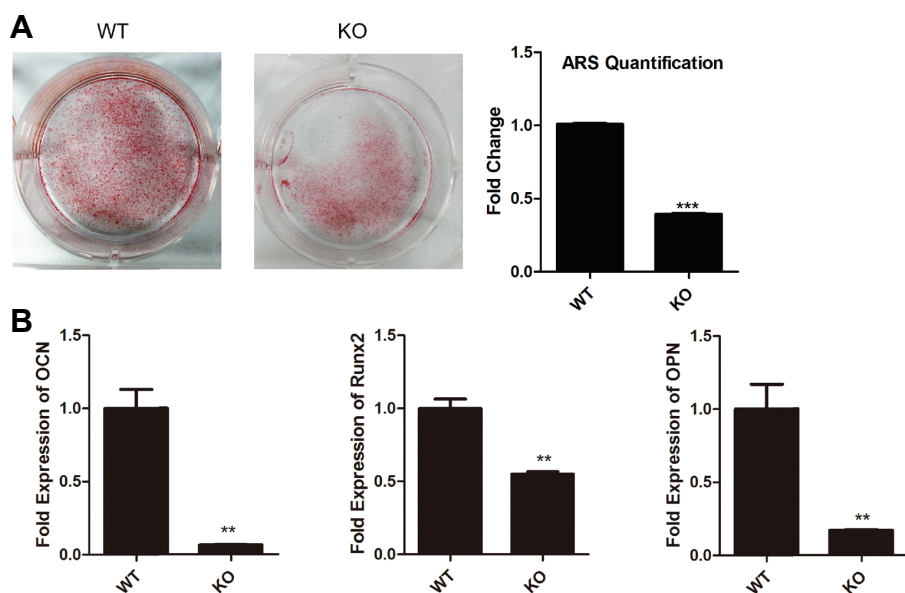 A
WT
KO
ARS Quantification
Fold Change
1.5
1.0
0.5
0.0
***
WT
KO
B
Fold Expression of OCN
1.5
1.0
0.5
0.0
**
WT
KO
Fold Expression of Runx2
1.5
1.0
0.5
0.0
**
WT
KO
Fold Expression of OPN
1.5
1.0
0.5
0.0
**
WT
KO